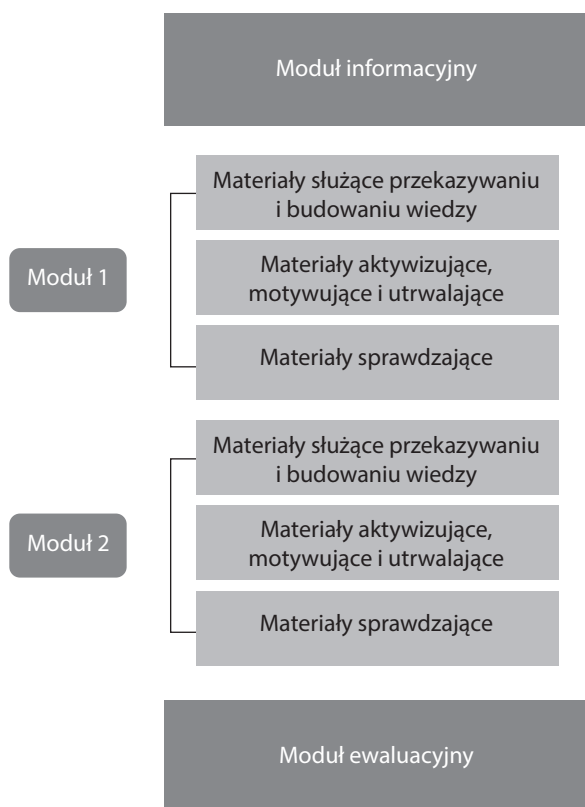 Moduł informacyjny
Materiały służące przekazywaniu
i budowaniu wiedzy
Moduł 1
Materiały aktywizujące,
motywujące i utrwalające
Materiały sprawdzające
Materiały służące przekazywaniu
i budowaniu wiedzy
Moduł 2
Materiały aktywizujące,
motywujące i utrwalające
Materiały sprawdzające
Moduł ewaluacyjny